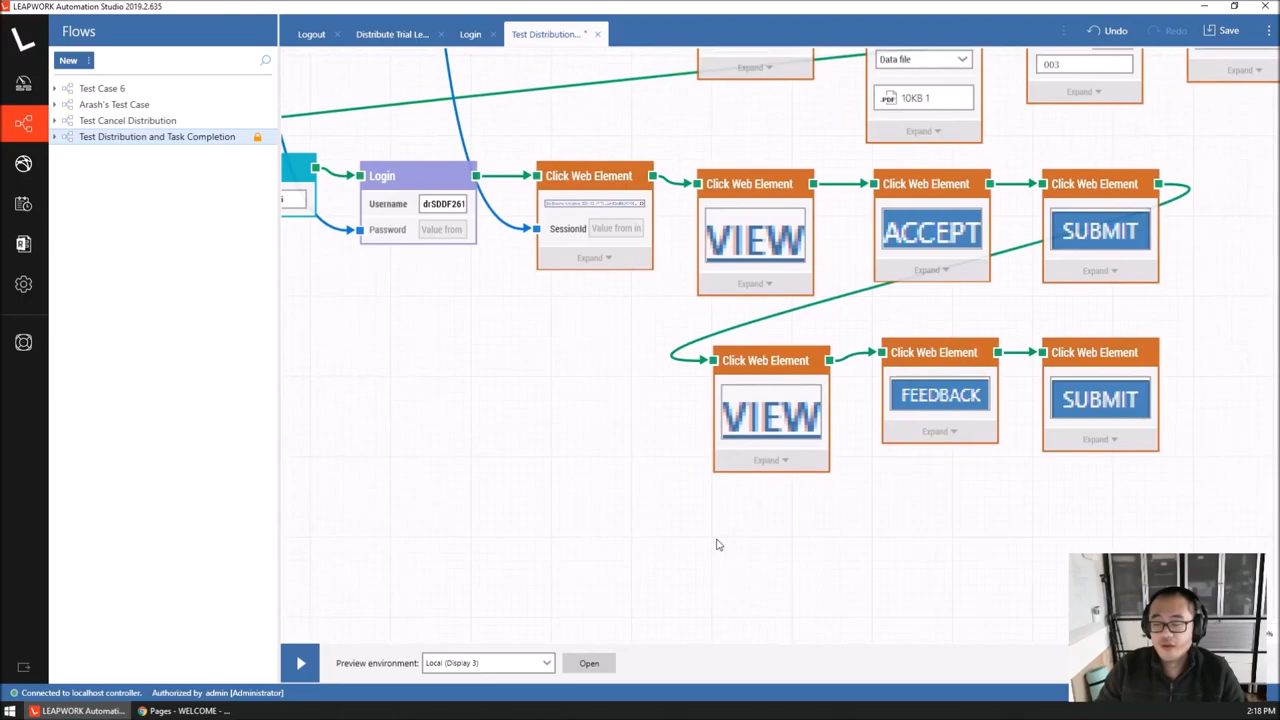 LEAPWORK Automation Studio 2019.2.635
Flows
Logout
Distribute Trial Le...
Login
Test Distribution... *
Undo
Redo
Save
New
Test Case 6
Arash's Test Case
Test Cancel Distribution
Test Distribution and Task Completion
Expand
Data file
.PDF 10KB 1
Expand
003
Expand
Expand
Login
Username
drSDDF261
Password
Value from
Click Web Element
SessionId
Value from in
Expand
Click Web Element
VIEW
Expand
Click Web Element
ACCEPT
Expand
Click Web Element
SUBMIT
Expand
Click Web Element
VIEW
Expand
Click Web Element
FEEDBACK
Expand
Click Web Element
SUBMIT
Expand
Preview environment:
Local (Display 3)
Open
Connected to localhost controller.
Authorized by admin [Administrator]
LEAPWORK Automati...
Pages - WELCOME - ...
2:18 PM